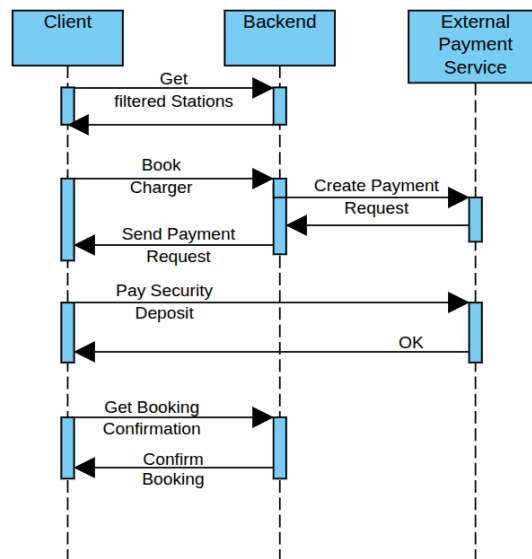 Client
Backend
External
Payment
Service
Get
filtered Stations
Book
Charger
Create Payment
Request
Send Payment
Request
Pay Security
Deposit
OK
Get Booking
Confirmation
Confirm
Booking